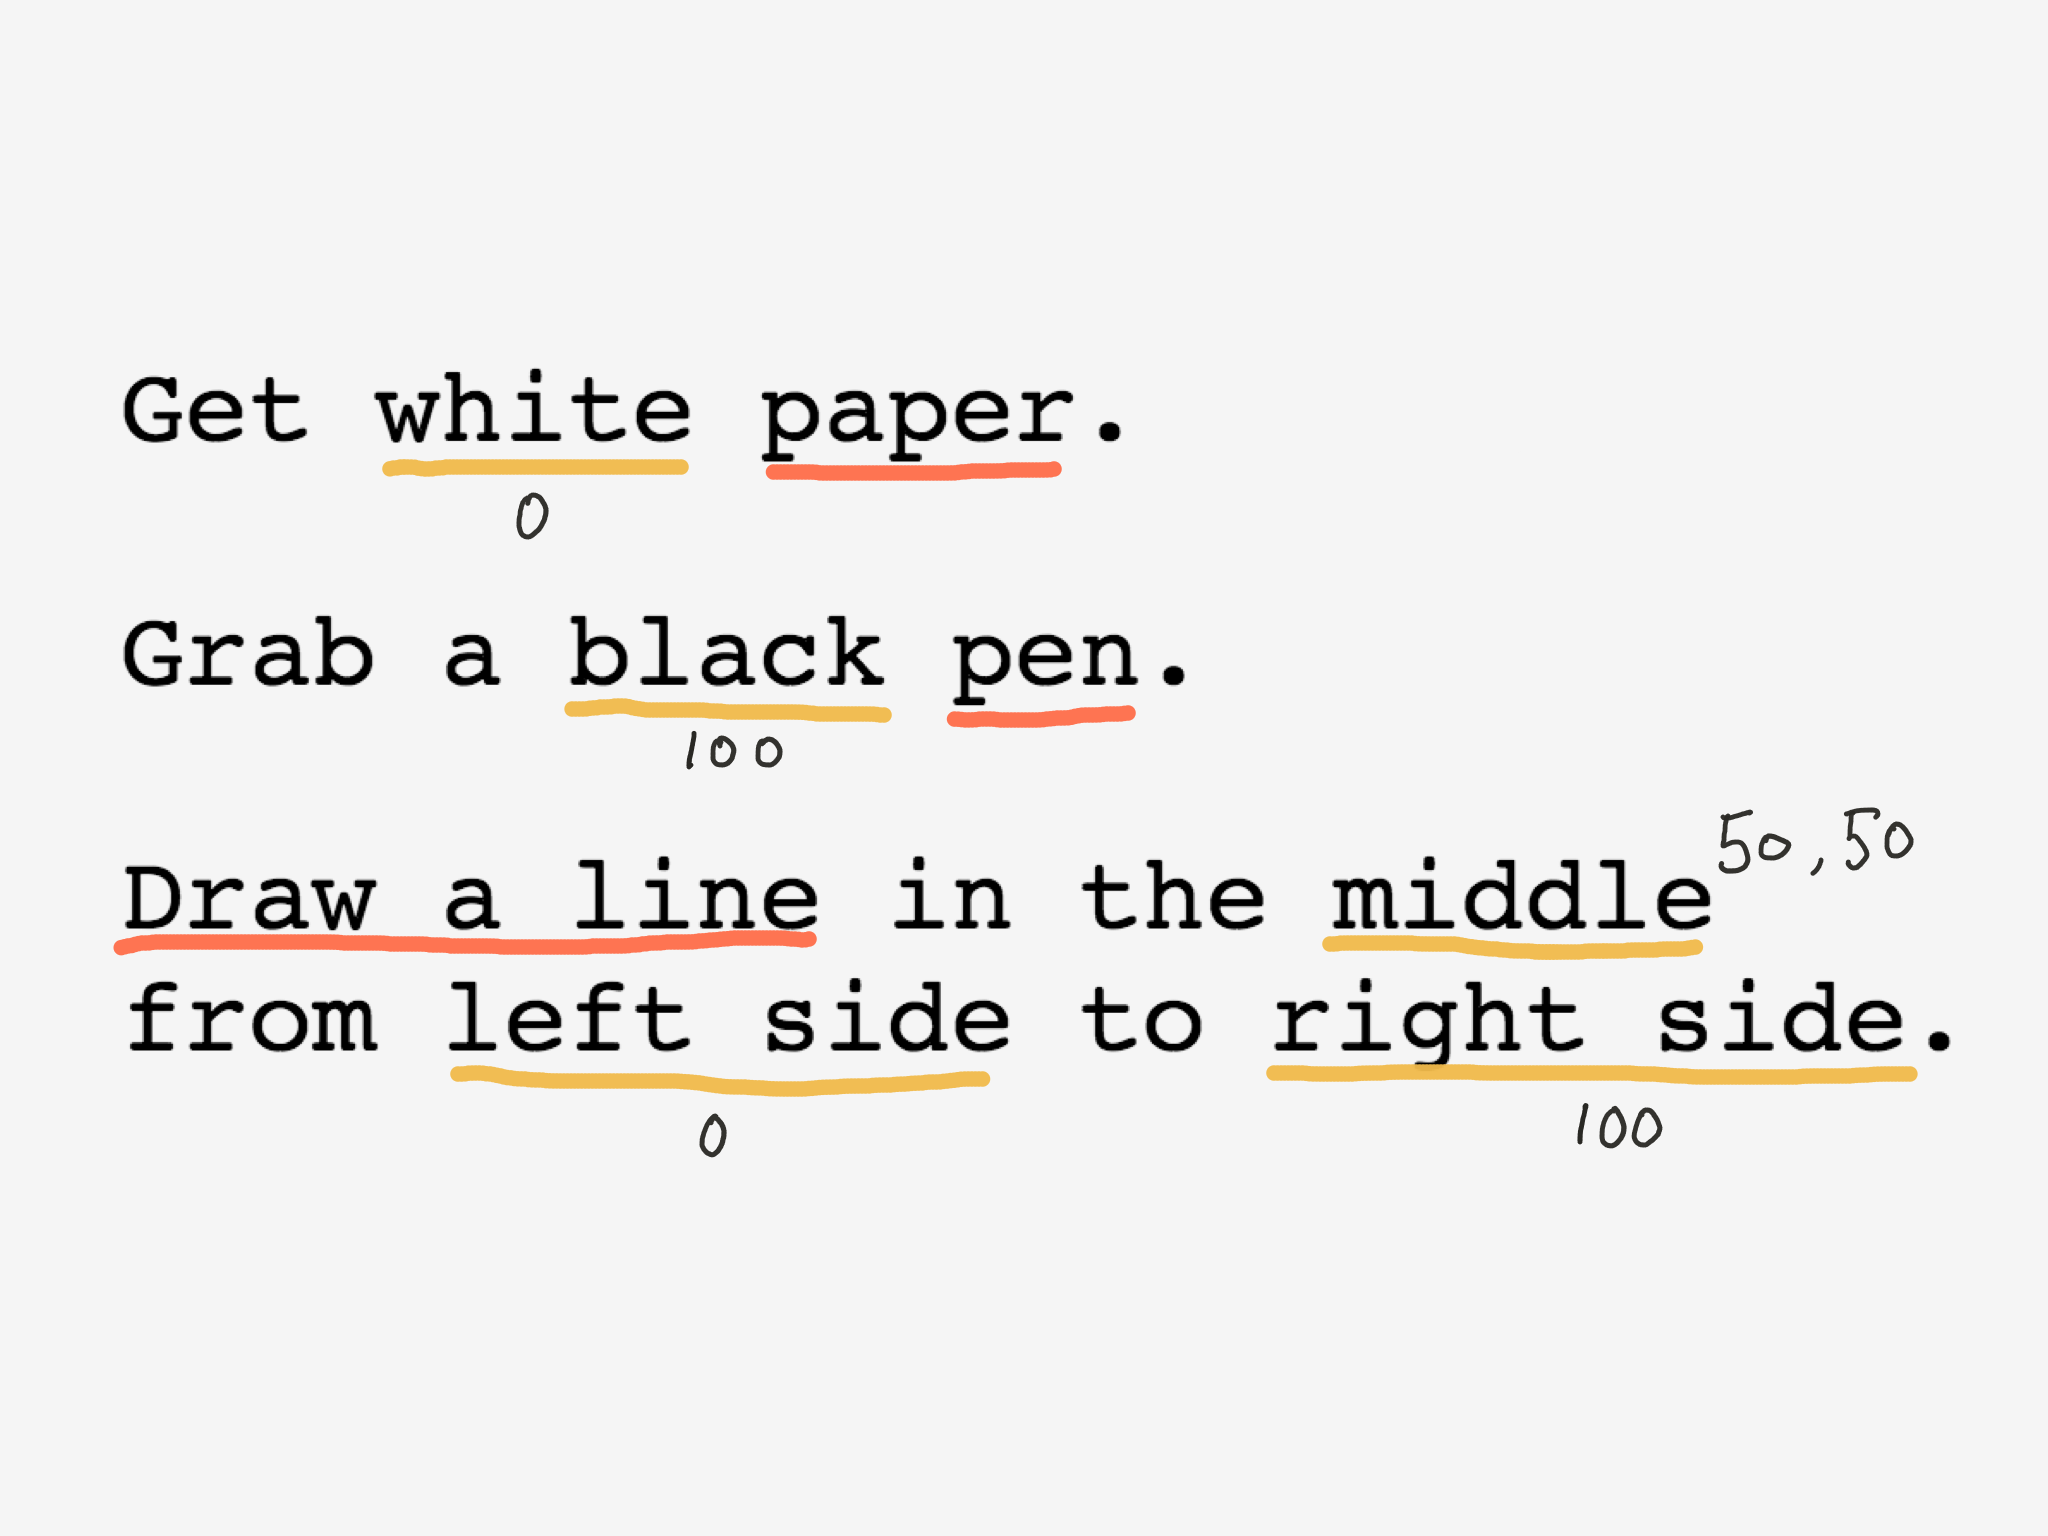 Get white paper.
0
Grab a black pen.
100
50,50
Draw a line in the middle
from left side to right side.
0 100